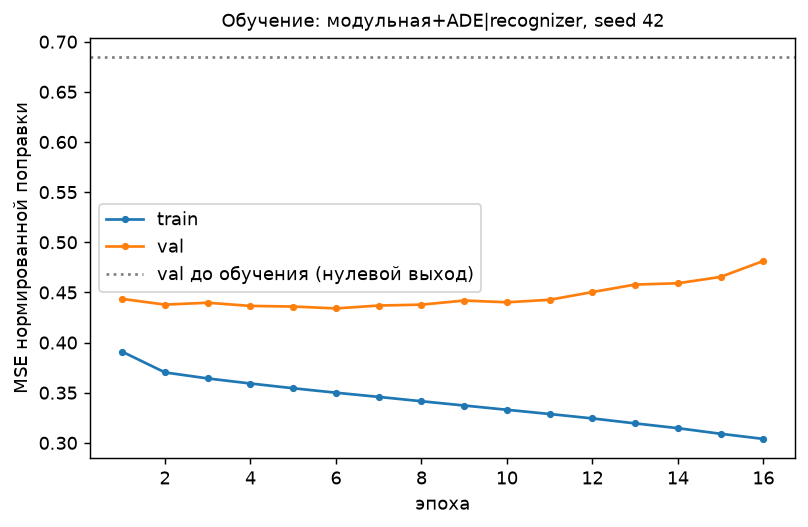 Обучение: модульная+ADE|recognizer, seed 42
MSE нормированной поправки
0.70
0.65
0.60
0.55
0.50
0.45
0.40
0.35
0.30
train
val
val до обучения (нулевой выход)
2 4 6 8 10 12 14 16
эпоха